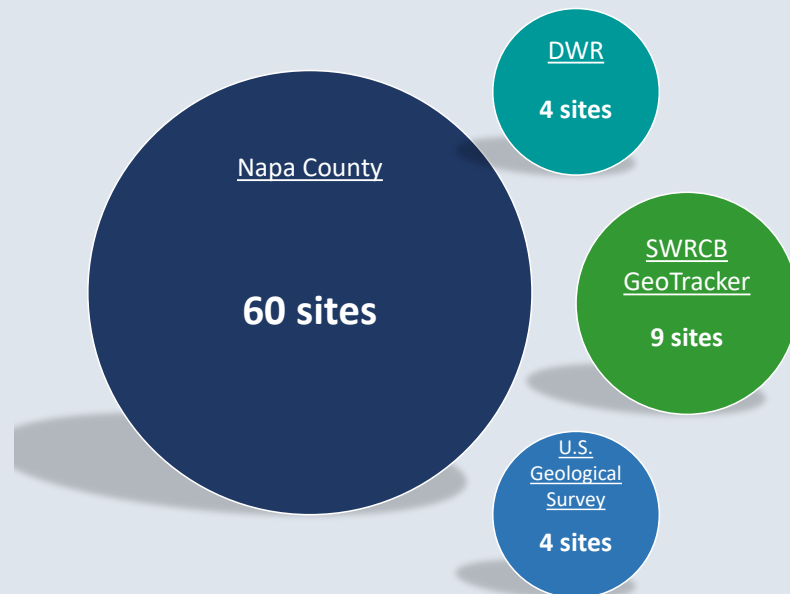 Napa County
60 sites
DWR
4 sites
SWRCB
GeoTracker
9 sites
U.S.
Geological
Survey
4 sites